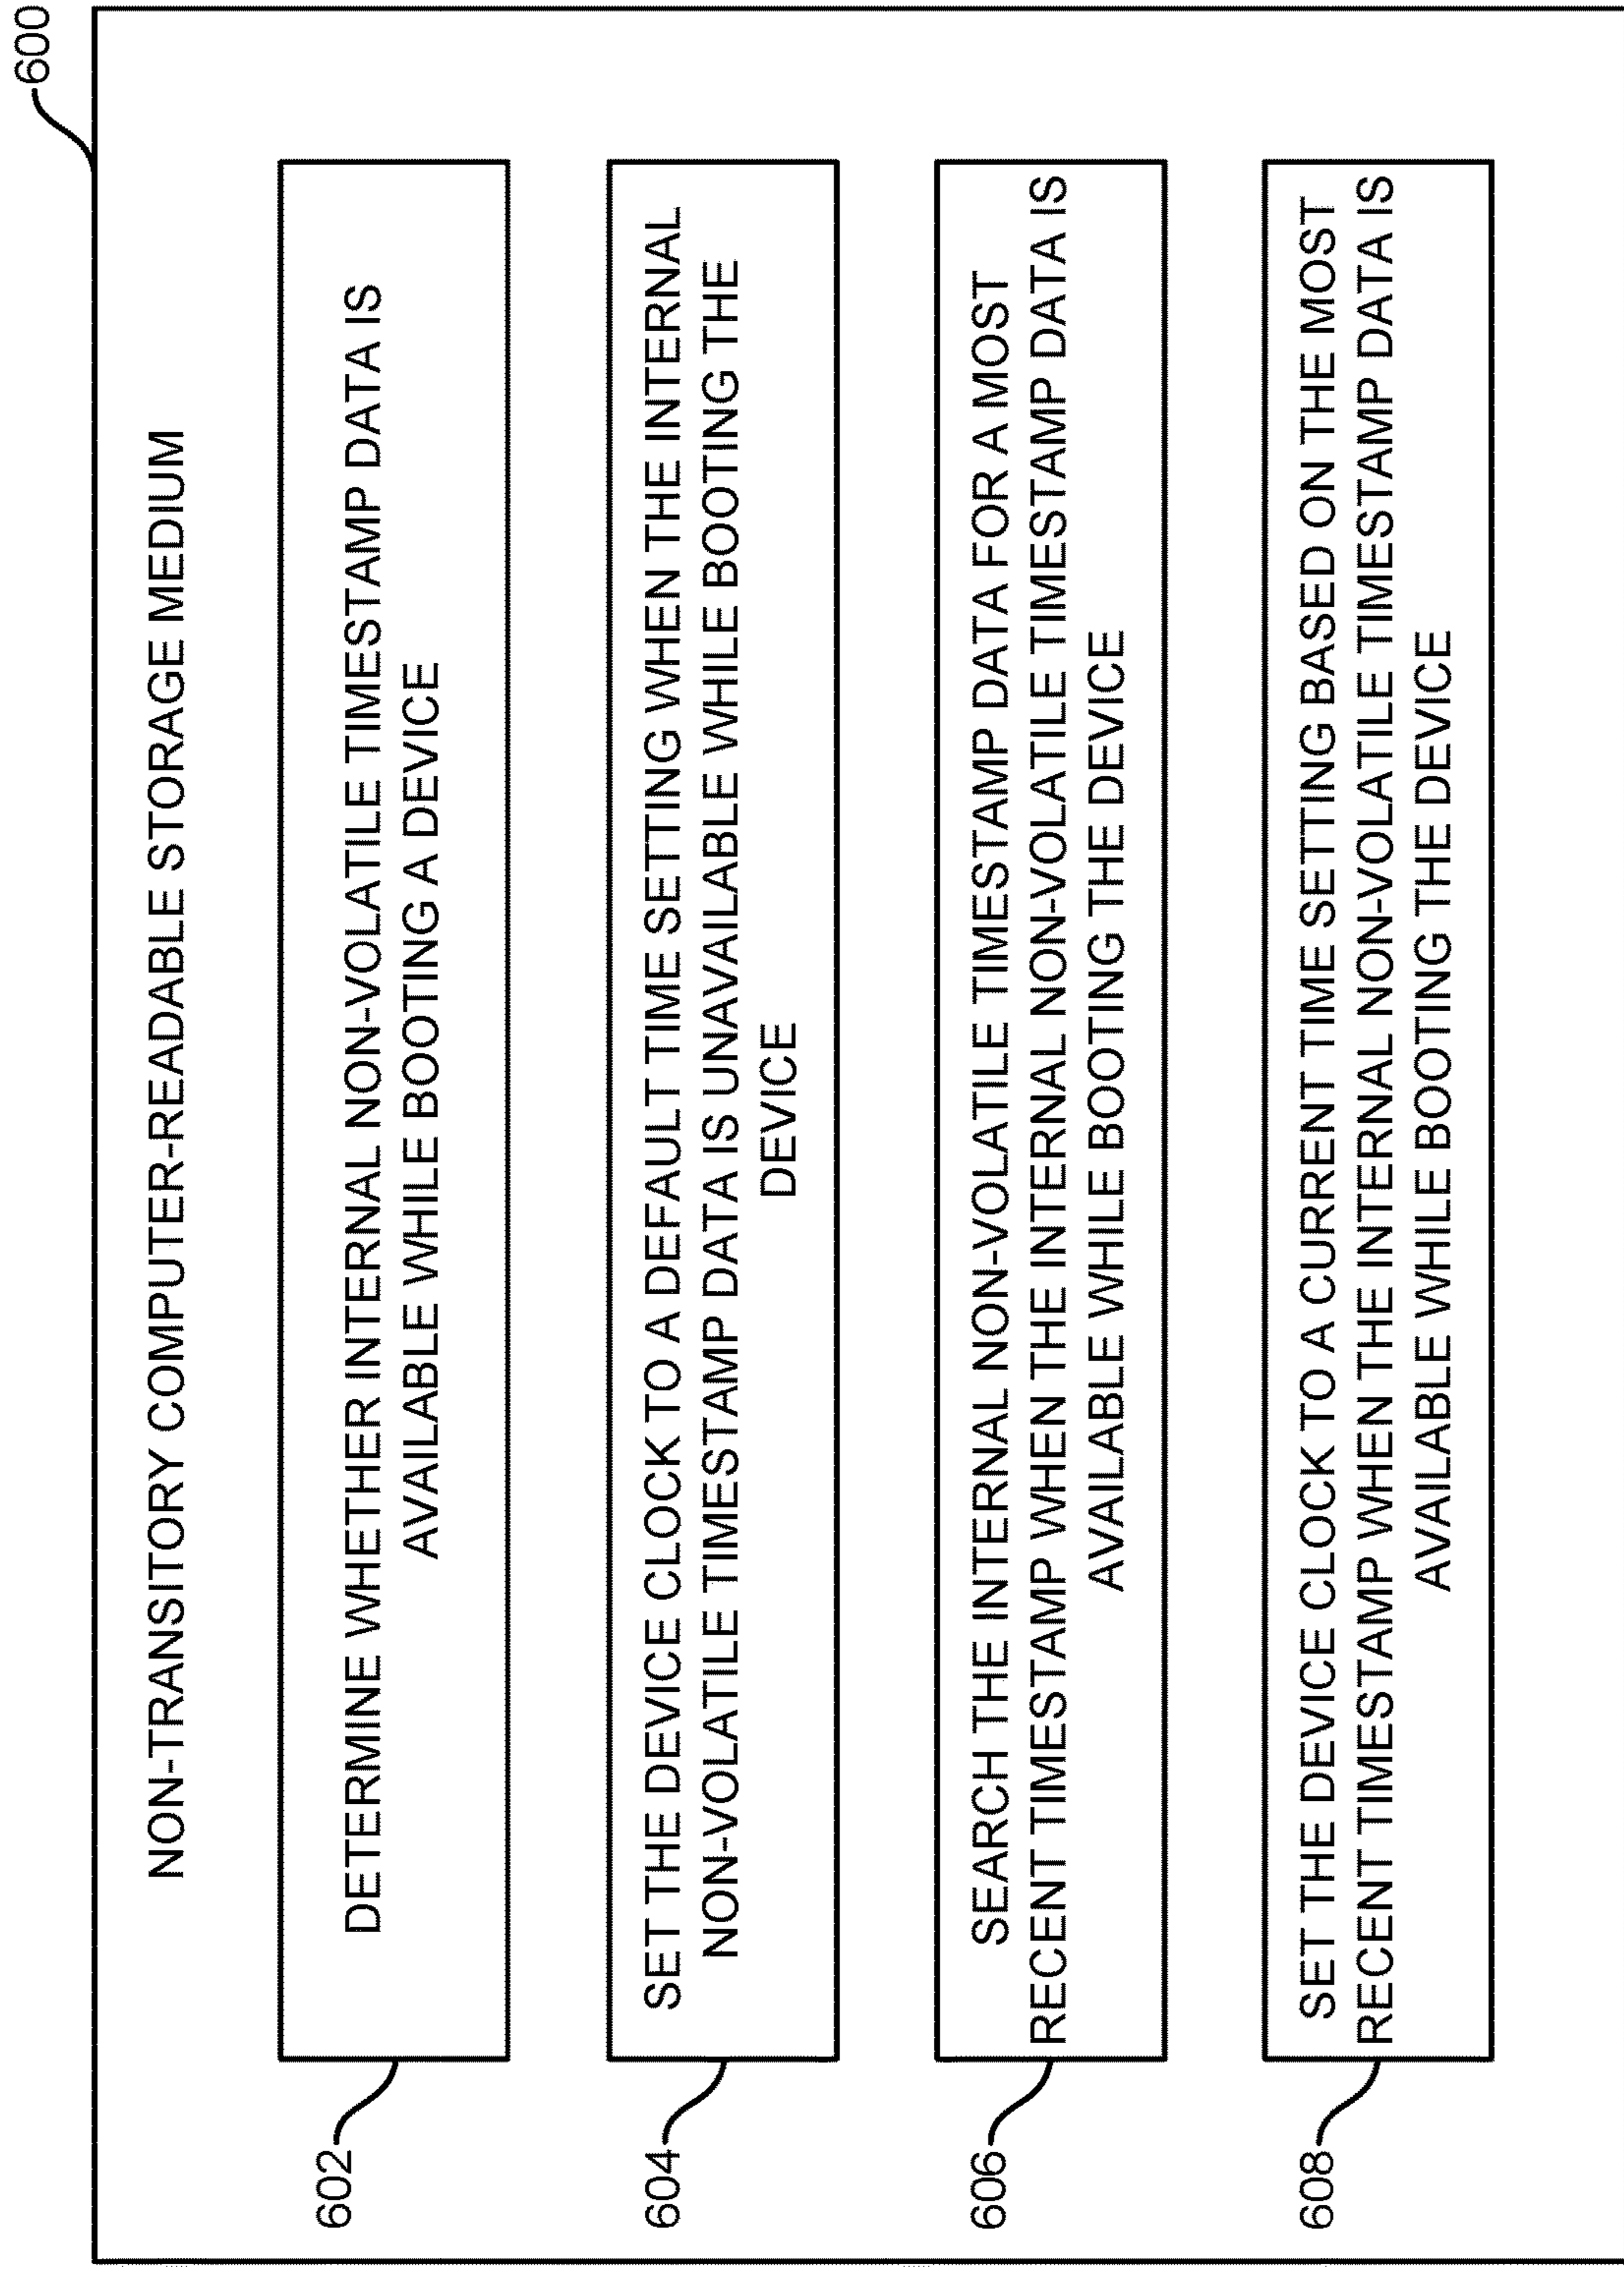 600
NON-TRANSITORY COMPUTER-READABLE STORAGE MEDIUM
602
DETERMINE WHETHER INTERNAL NON-VOLATILE TIMESTAMP DATA IS
AVAILABLE WHILE BOOTING A DEVICE
604
SET THE DEVICE CLOCK TO A DEFAULT TIME SETTING WHEN THE INTERNAL
NON-VOLATILE TIMESTAMP DATA IS UNAVAILABLE WHILE BOOTING THE
DEVICE
606
SEARCH THE INTERNAL NON-VOLATILE TIMESTAMP DATA FOR A MOST
RECENT TIMESTAMP WHEN THE INTERNAL NON-VOLATILE TIMESTAMP DATA IS
AVAILABLE WHILE BOOTING THE DEVICE
608
SET THE DEVICE CLOCK TO A CURRENT TIME SETTING BASED ON THE MOST
RECENT TIMESTAMP WHEN THE INTERNAL NON-VOLATILE TIMESTAMP DATA IS
AVAILABLE WHILE BOOTING THE DEVICE